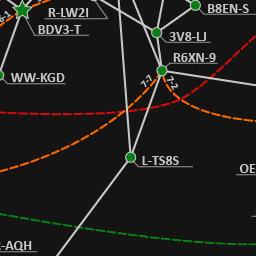 B8EN-S
R-LW2I
BDV3-T
3V8-LJ
R6XN-9
WW-KGD
7-7
7-2
L-TS8S
OE
-AQH